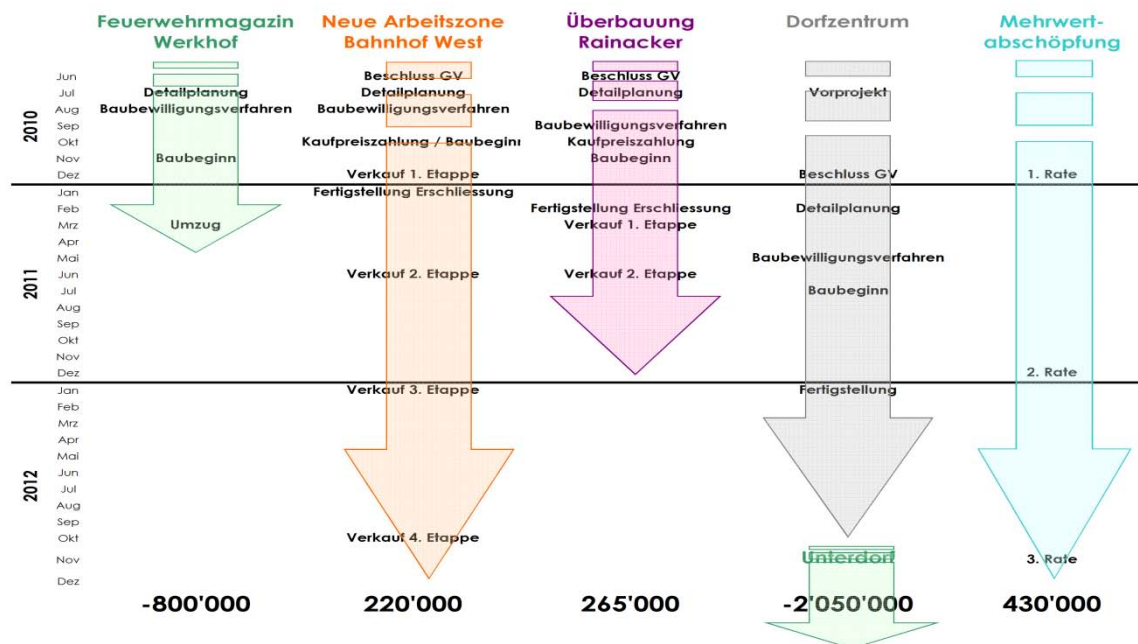 Feuerwehrmagazin
Werkhof
Neue Arbeitszone
Bahnhof West
Überbauung
Rainacker
Dorfzentrum
Mehrwert-
abschöpfung
2010
Jun Beschluss GV Beschluss GV
Jul Detailplanung Detailplanung Detailplanung Vorprojekt
Aug Baubewilligungsverfahren Baubewilligungsverfahren
Sep Baubewilligungsverfahren
Okt Kaufpreiszahlung / Baubeginn Kaufpreiszahlung
Nov Baubeginn Baubeginn
Dez Verkauf 1. Etappe Beschluss GV 1. Rate
2011
Jan Fertigstellung Erschliessung
Feb Fertigstellung Erschliessung Detailplanung
Mrz Umzug Verkauf 1. Etappe
Apr
Mai Baubewilligungsverfahren
Jun Verkauf 2. Etappe Verkauf 2. Etappe
Jul Baubeginn
Aug
Sep
Okt
Nov
Dez 2. Rate
2012
Jan Verkauf 3. Etappe Fertigstellung
Feb
Mrz
Apr
Mai
Jun
Jul
Aug
Sep
Okt Verkauf 4. Etappe
Nov Unterdorf 3. Rate
Dez
-800'000 220'000 265'000 -2'050'000 430'000